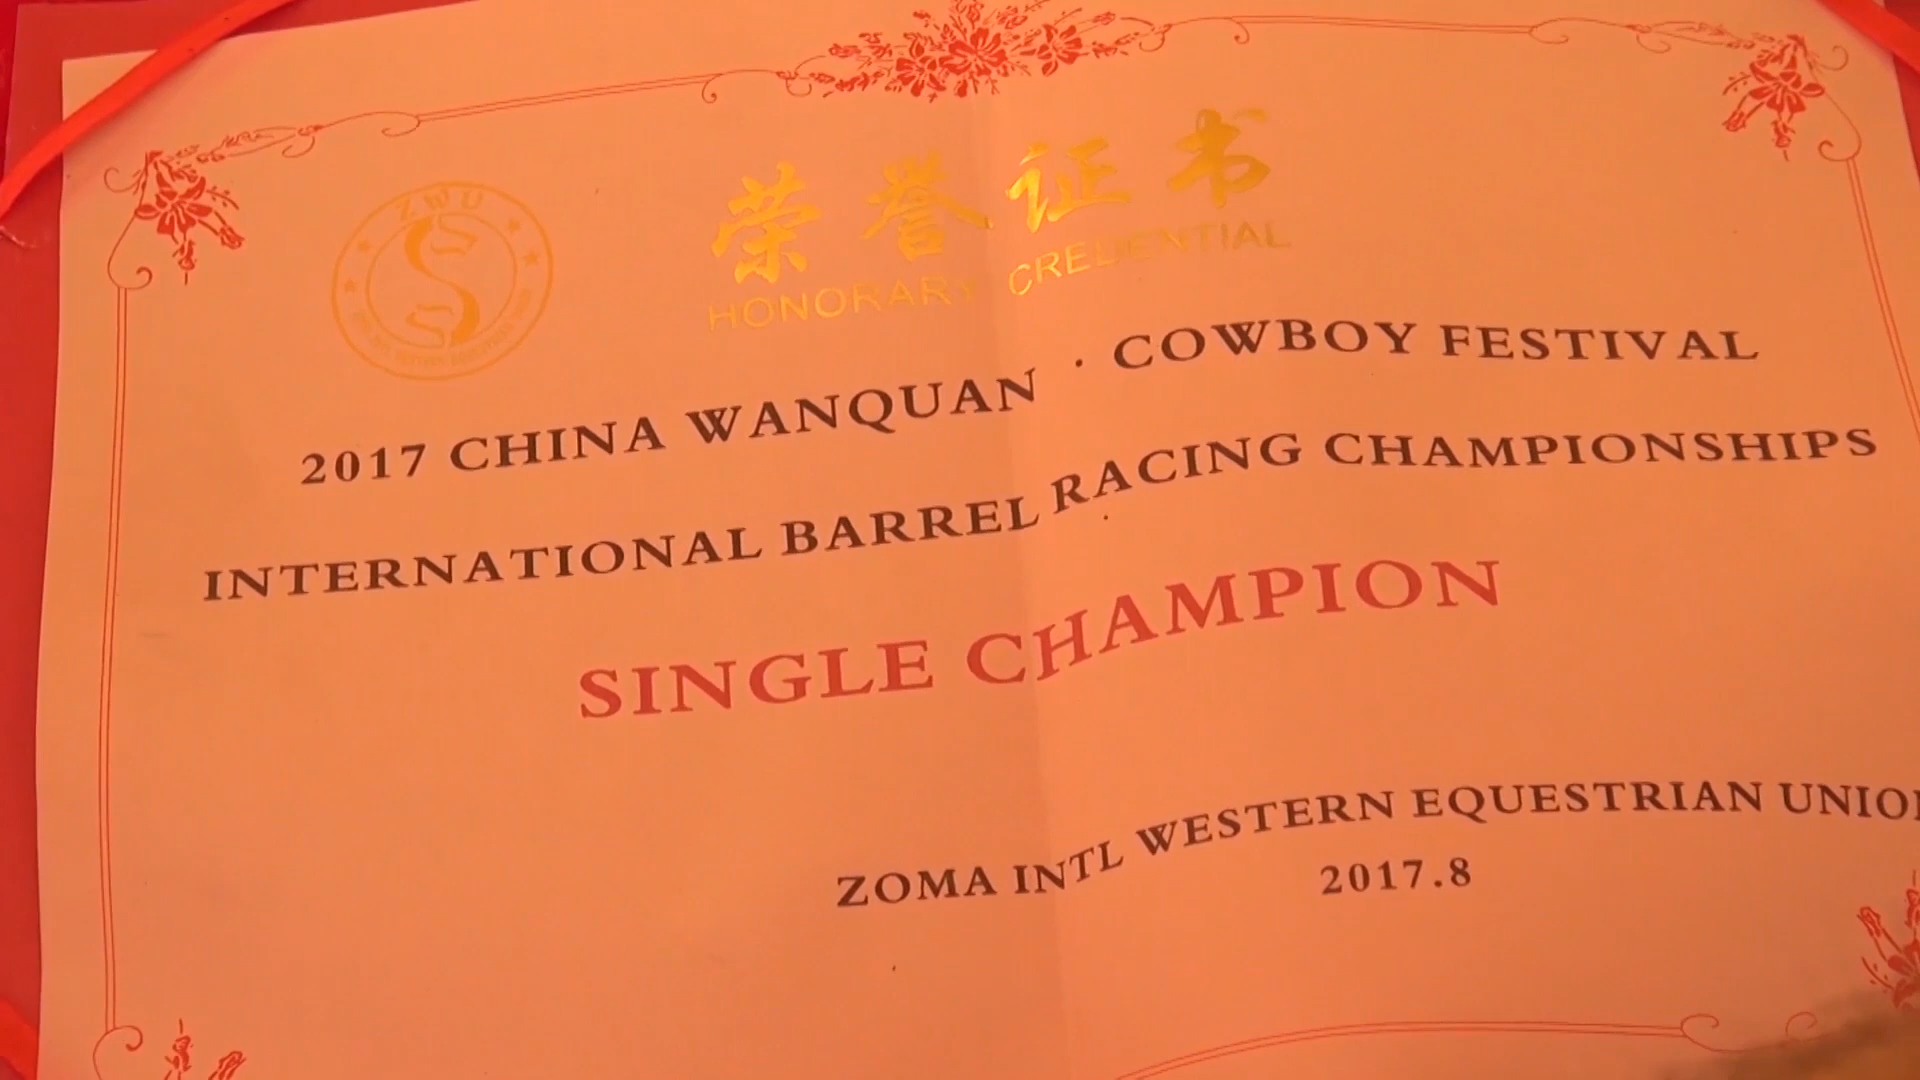 ZWU
荣誉证书
HONORARY CREDENTIAL
2017 CHINA WANQUAN · COWBOY FESTIVAL
INTERNATIONAL BARREL RACING CHAMPIONSHIPS
SINGLE CHAMPION
ZOMA INTL WESTERN EQUESTRIAN UNIO
2017.8